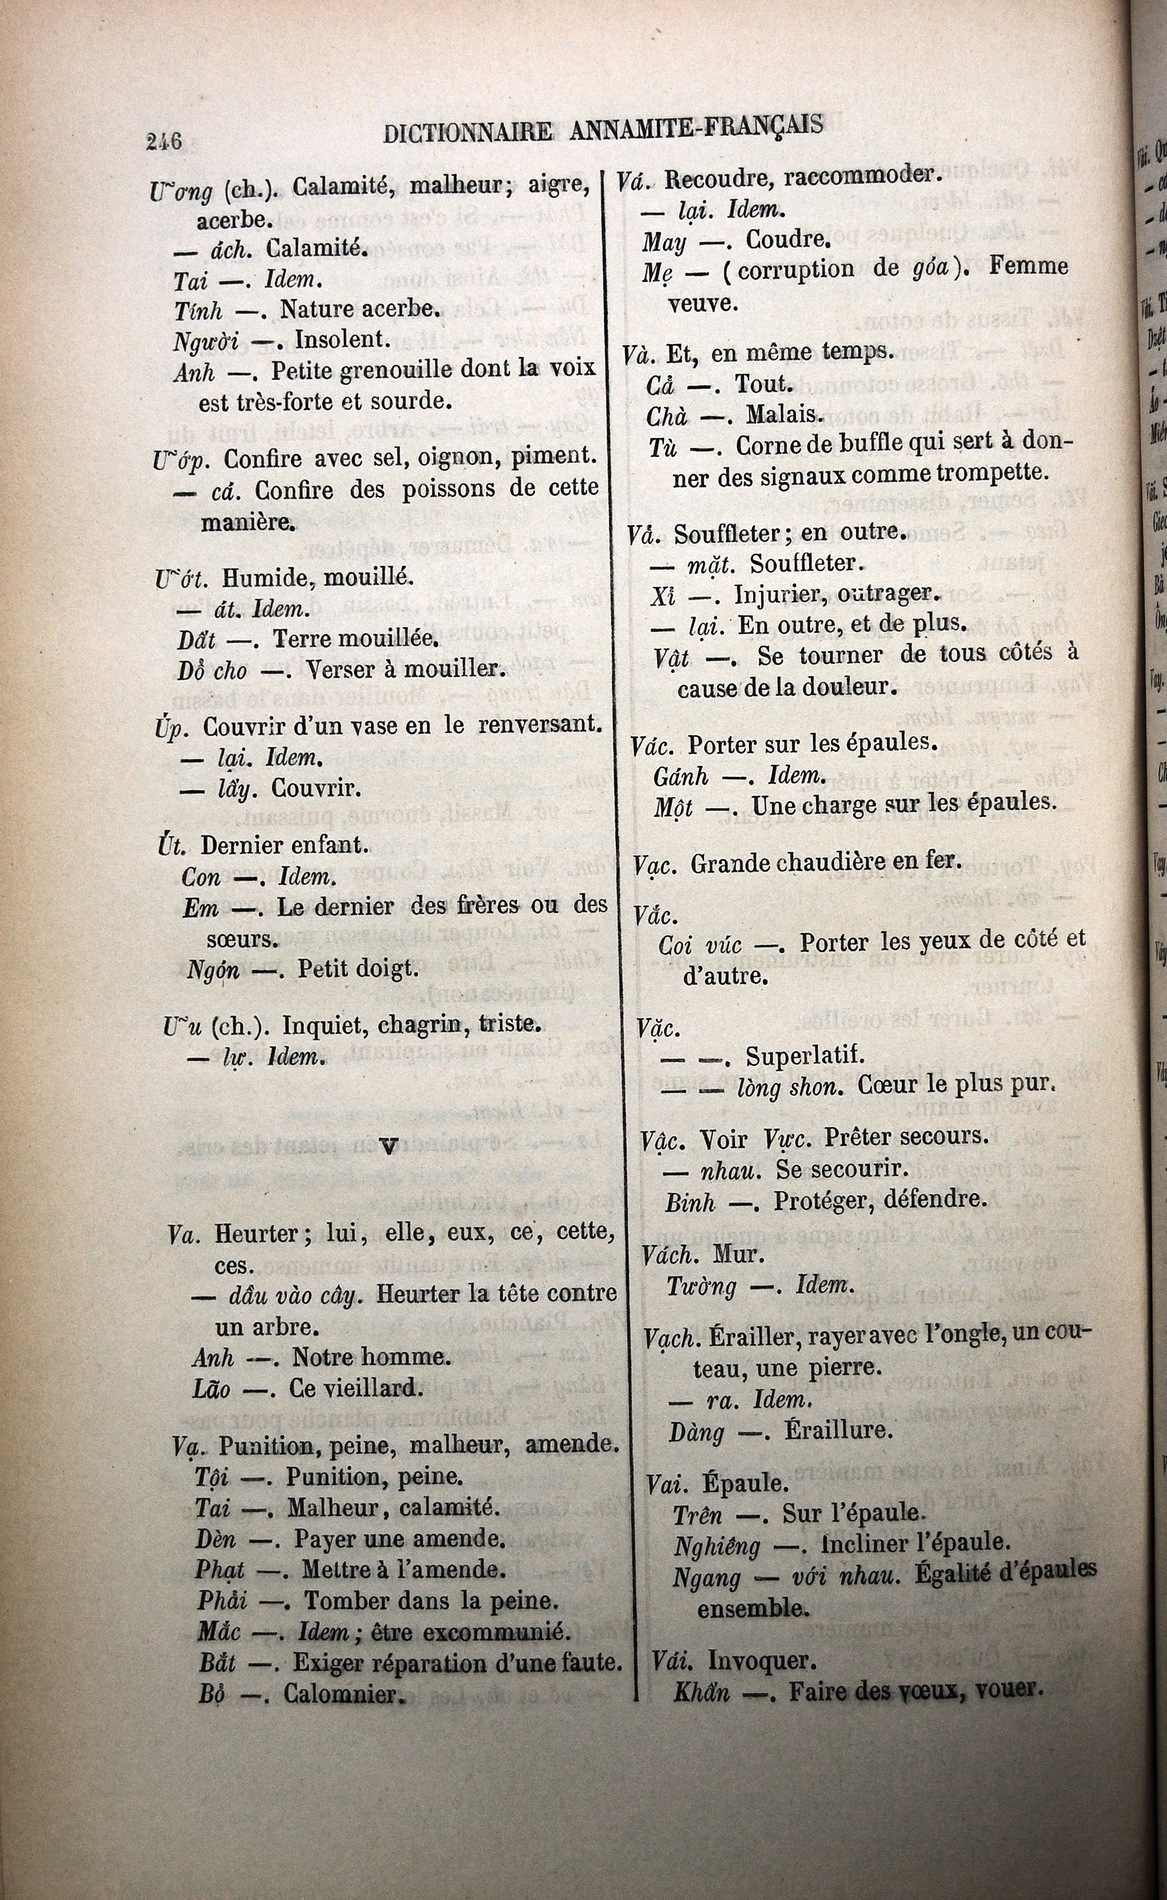 246
DICTIONNAIRE ANNAMITE-FRANÇAIS
Ương (ch.). Calamité, malheur; aigre,
acerbe.
— ách. Calamité.
Tai —. Idem.
Tính —. Nature acerbe.
Người —. Insolent.
Anh —. Petite grenouille dont la voix
est très-forte et sourde.
Ướp. Confire avec sel, oignon, piment.
— cá. Confire des poissons de cette
manière.
Ướt. Humide, mouillé.
— át. Idem.
Dất —. Terre mouillée.
Dổ cho —. Verser à mouiller.
Úp. Couvrir d'un vase en le renversant.
— lại. Idem.
— lấy. Couvrir.
Út. Dernier enfant.
Con —. Idem.
Em —. Le dernier des frères ou des
sœurs.
Ngón —. Petit doigt.
Ưu (ch.). Inquiet, chagrin, triste.
— lự. Idem.
V
Va. Heurter; lui, elle, eux, ce, cette,
ces.
— dầu vào cây. Heurter la tête contre
un arbre.
Anh —. Notre homme.
Lão —. Ce vieillard.
Vạ. Punition, peine, malheur, amende.
Tội —. Punition, peine.
Tai —. Malheur, calamité.
Dèn —. Payer une amende.
Phạt —. Mettre à l'amende.
Phải —. Tomber dans la peine.
Mắc —. Idem; être excommunié.
Bắt —. Exiger réparation d'une faute.
Bộ —. Calomnier.
Vá. Recoudre, raccommoder.
— lại. Idem.
May —. Coudre.
Mẹ — (corruption de góa). Femme
veuve.
Và. Et, en même temps.
Cả —. Tout.
Chà —. Malais.
Tù —. Corne de buffle qui sert à don-
ner des signaux comme trompette.
Vả. Souffleter; en outre.
— mặt. Souffleter.
Xỉ —. Injurier, outrager.
— lại. En outre, et de plus.
Vật —. Se tourner de tous côtés à
cause de la douleur.
Vác. Porter sur les épaules.
Gánh —. Idem.
Một —. Une charge sur les épaules.
Vạc. Grande chaudière en fer.
Vắc.
Coi vúc —. Porter les yeux de côté et
d'autre.
Vặc.
— —. Superlatif.
— — lòng shon. Cœur le plus pur.
Vậc. Voir Vực. Prêter secours.
— nhau. Se secourir.
Binh —. Protéger, défendre.
Vách. Mur.
Tường —. Idem.
Vạch. Érailler, rayer avec l'ongle, un cou-
teau, une pierre.
— ra. Idem.
Dàng —. Éraillure.
Vai. Épaule.
Trên —. Sur l'épaule.
Nghiêng —. Incliner l'épaule.
Ngang — với nhau. Égalité d'épaules
ensemble.
Vái. Invoquer.
Khấn —. Faire des vœux, vouer.